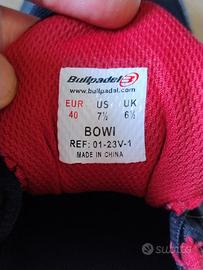 Bullpadel
www.bullpadel.com
EUR US UK
40 7½ 6½
BOWI
REF: 01-23V-1
MADE IN CHINA
subito